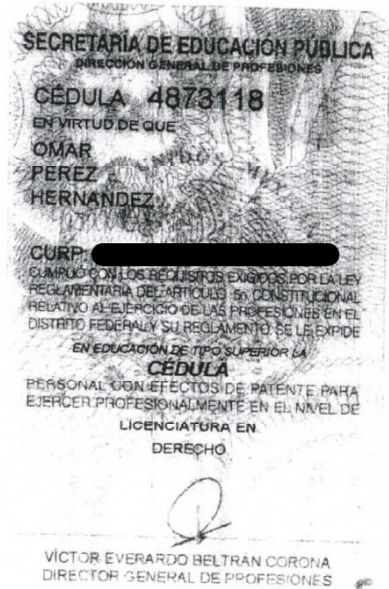 SECRETARÍA DE EDUCACIÓN PÚBLICA
DIRECCIÓN GENERAL DE PROFESIONES
CÉDULA 4873118
EN VIRTUD DE QUE
OMAR
PEREZ
HERNANDEZ
CURP:
CUMPLIÓ CON LOS REQUISITOS EXIGIDOS POR LA LEY
REGLAMENTARIA DEL ARTÍCULO 5o. CONSTITUCIONAL
RELATIVO AL EJERCICIO DE LAS PROFESIONES EN EL
DISTRITO FEDERAL Y SU REGLAMENTO SE LE EXPIDE
EN EDUCACIÓN DE TIPO SUPERIOR LA
CÉDULA
PERSONAL CON EFECTOS DE PATENTE PARA
EJERCER PROFESIONALMENTE EN EL NIVEL DE
LICENCIATURA EN
DERECHO
VÍCTOR EVERARDO BELTRÁN CORONA
DIRECTOR GENERAL DE PROFESIONES